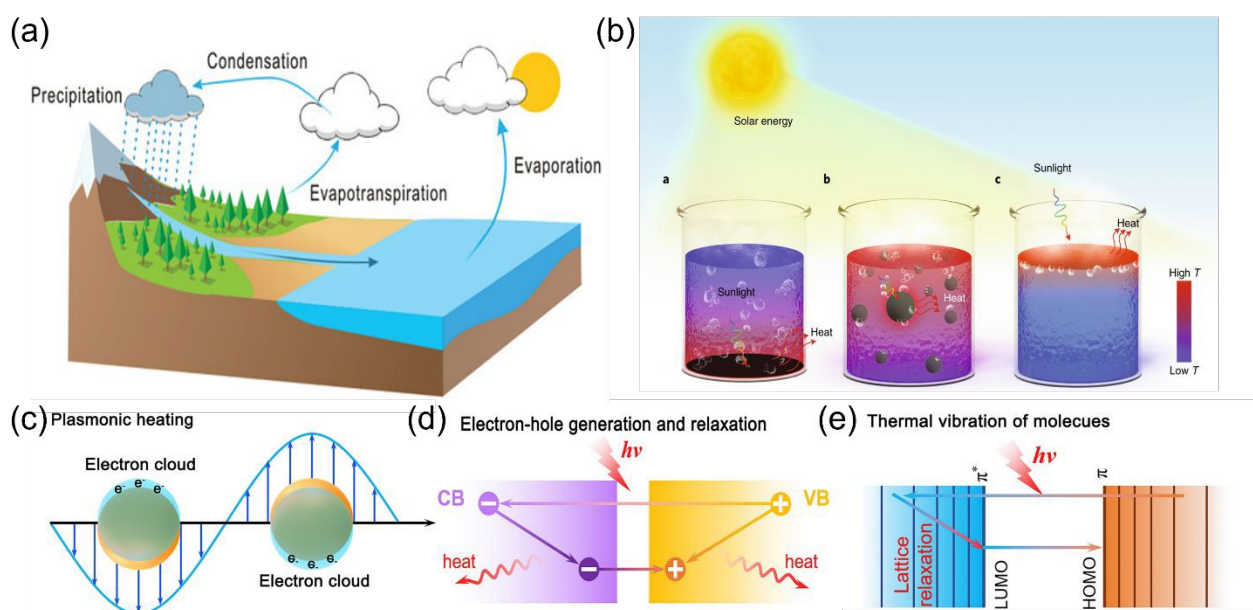 (a)
Condensation
Precipitation
Evapotranspiration
Evaporation
(b)
Solar energy
Sunlight
a
b
c
Sunlight
Heat
Heat
Heat
High T
Low T
(c) Plasmonic heating
Electron cloud
e- e- e-
e- e- e-
Electron cloud
(d) Electron-hole generation and relaxation
hν
CB
VB
heat
heat
(e) Thermal vibration of molecues
hν
π*
π
Lattice
relaxation
LUMO
HOMO